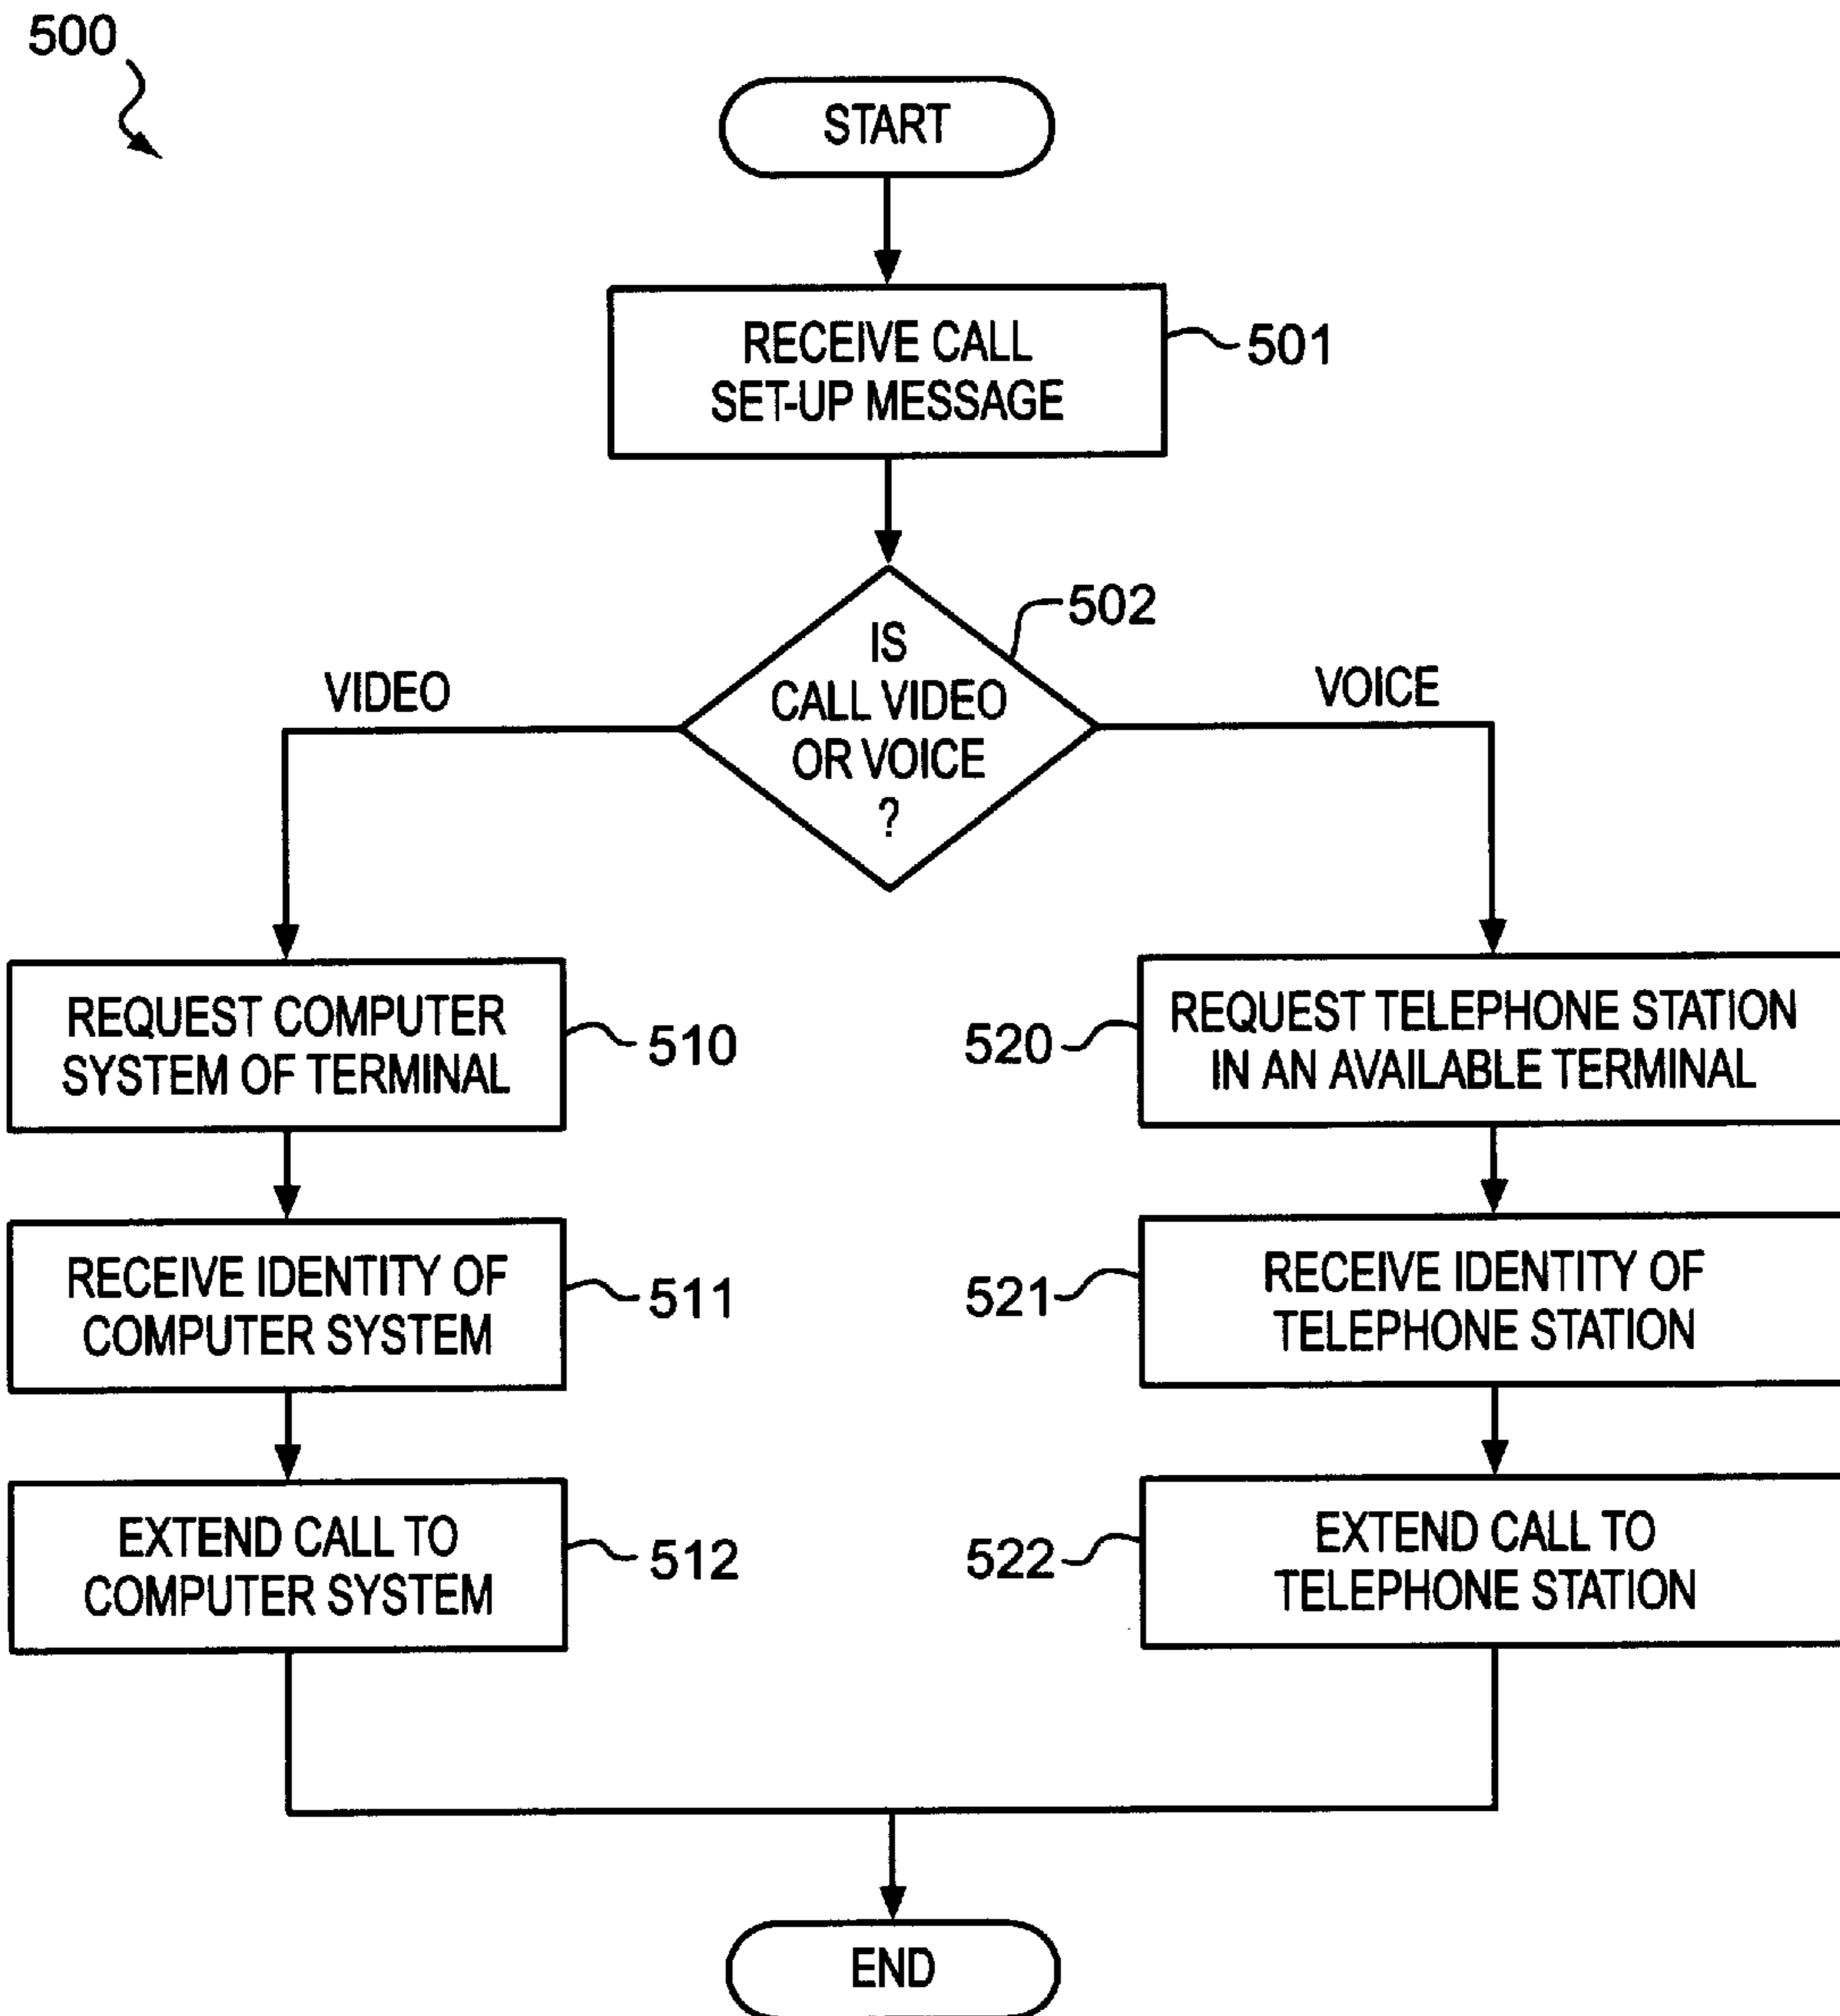 500
START
RECEIVE CALL
SET-UP MESSAGE
501
IS
CALL VIDEO
OR VOICE
?
502
VIDEO
VOICE
REQUEST COMPUTER
SYSTEM OF TERMINAL
510
520
REQUEST TELEPHONE STATION
IN AN AVAILABLE TERMINAL
RECEIVE IDENTITY OF
COMPUTER SYSTEM
511
521
RECEIVE IDENTITY OF
TELEPHONE STATION
EXTEND CALL TO
COMPUTER SYSTEM
512
522
EXTEND CALL TO
TELEPHONE STATION
END